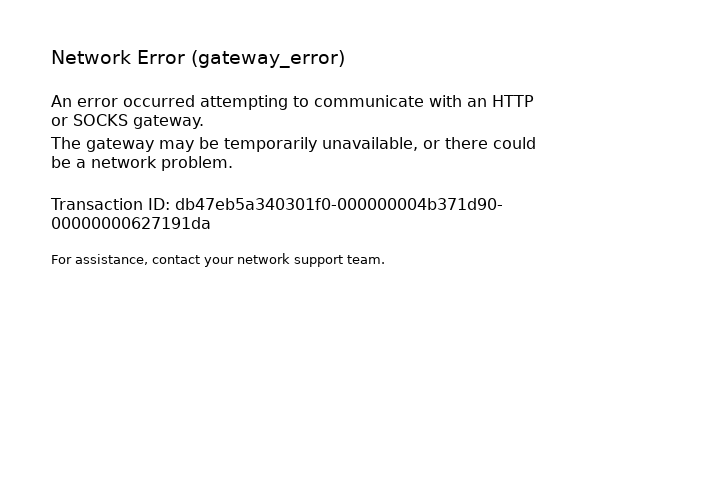 Network Error (gateway_error)
An error occurred attempting to communicate with an HTTP
or SOCKS gateway.
The gateway may be temporarily unavailable, or there could
be a network problem.
Transaction ID: db47eb5a340301f0-000000004b371d90-
00000000627191da
For assistance, contact your network support team.